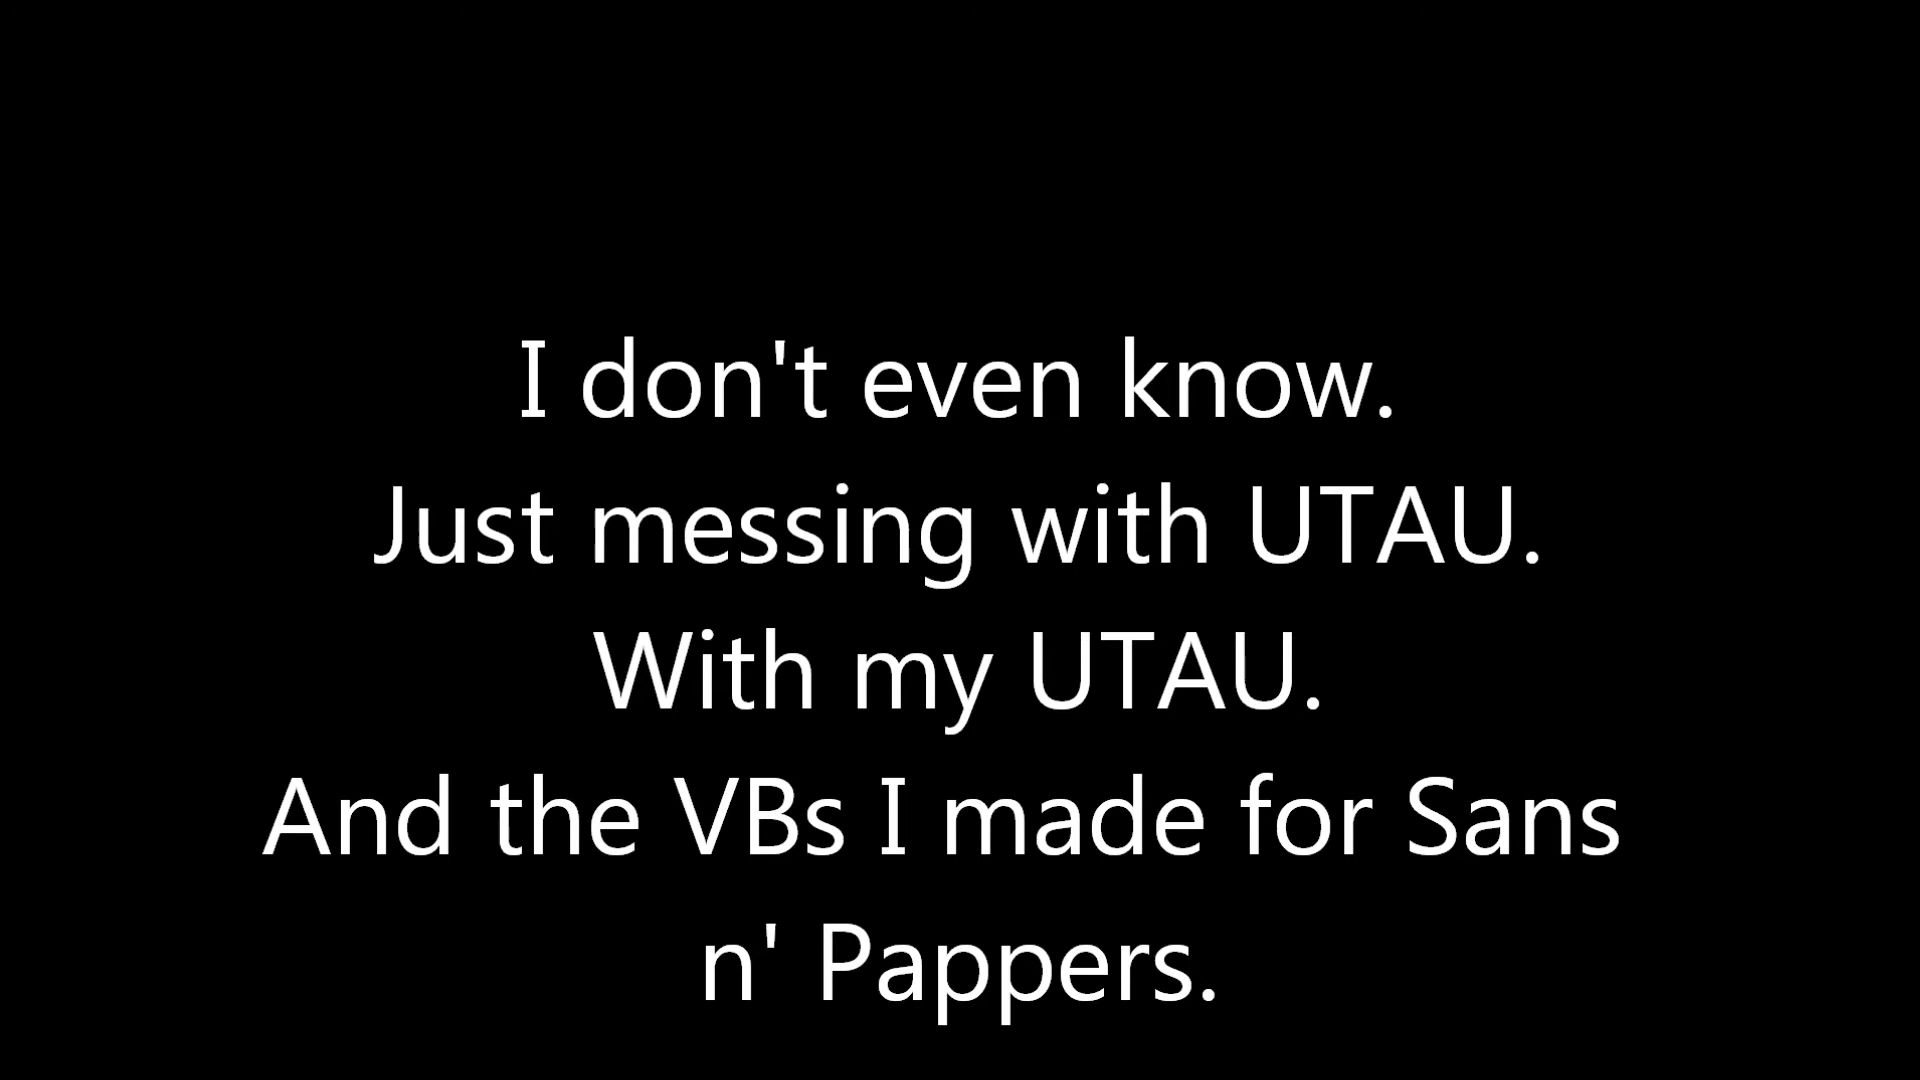 I don't even know.
Just messing with UTAU.
With my UTAU.
And the VBs I made for Sans
n' Pappers.